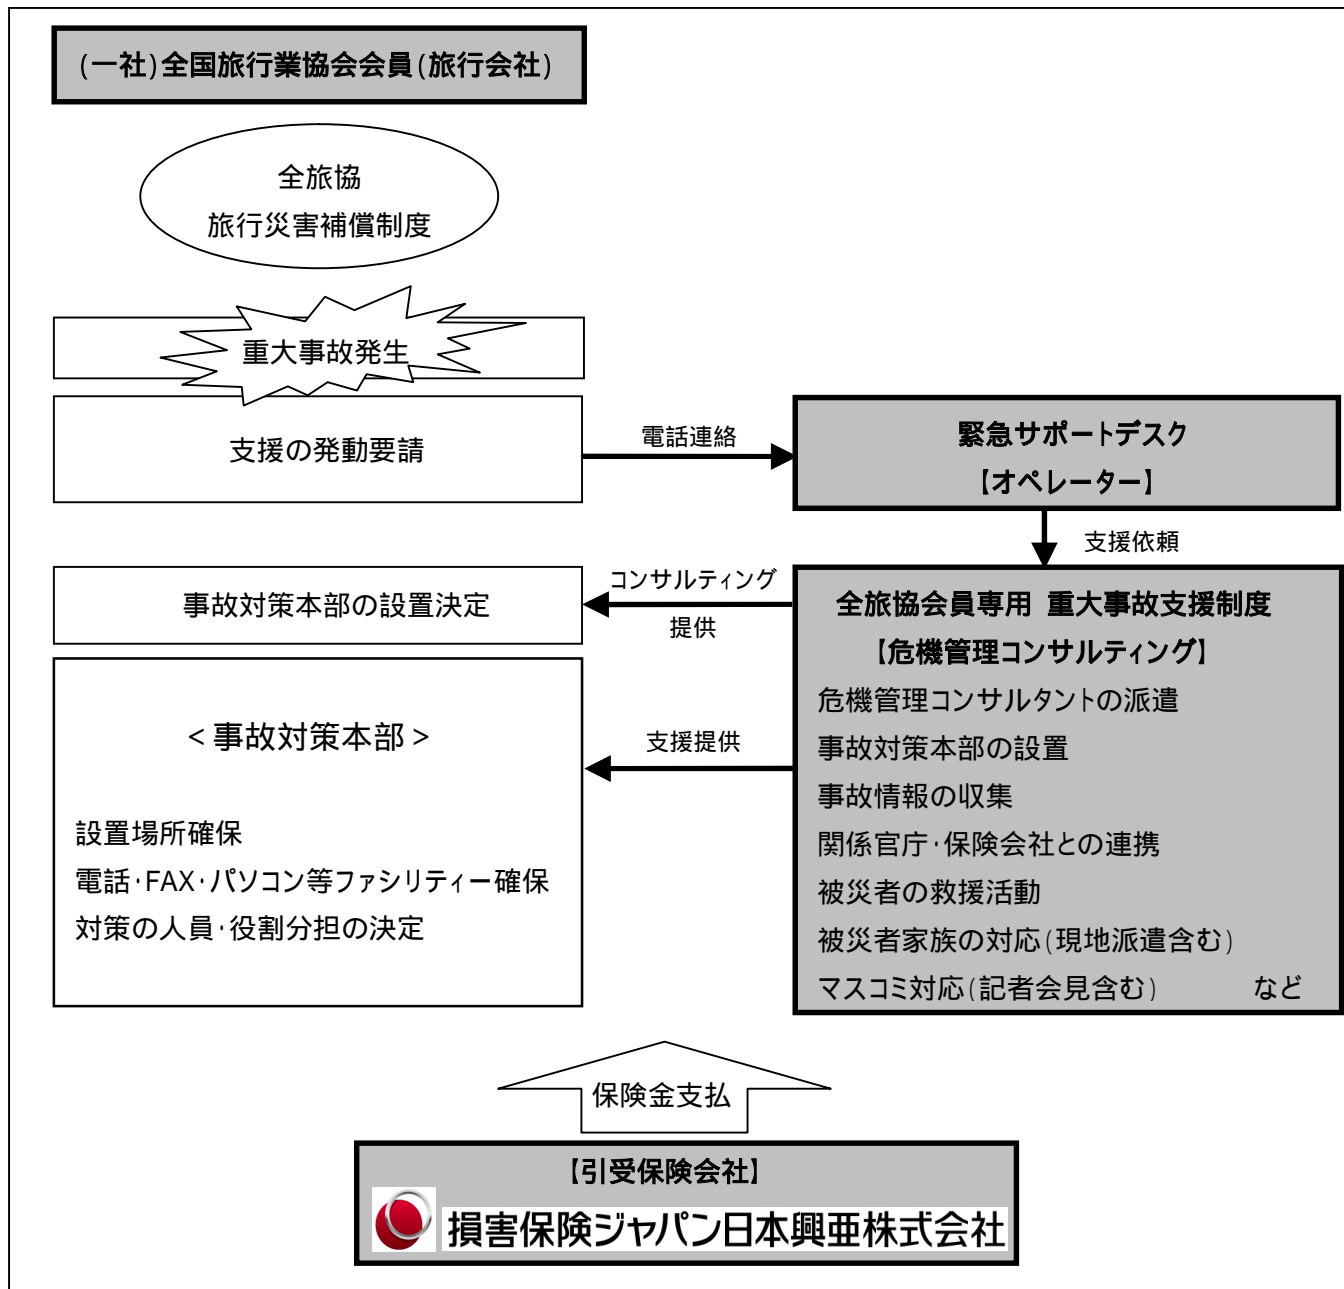 (一社)全国旅行業協会会員(旅行会社)
全旅協
旅行災害補償制度
重大事故発生
支援の発動要請
電話連絡
緊急サポートデスク
【オペレーター】
支援依頼
事故対策本部の設置決定
コンサルティング
提供
全旅協会員専用 重大事故支援制度
【危機管理コンサルティング】
危機管理コンサルタントの派遣
事故対策本部の設置
事故情報の収集
関係官庁・保険会社との連携
被災者の救援活動
被災者家族の対応(現地派遣含む)
マスコミ対応(記者会見含む) など
支援提供
<事故対策本部>
設置場所確保
電話・FAX・パソコン等ファシリティー確保
対策の人員・役割分担の決定
保険金支払
【引受保険会社】
損害保険ジャパン日本興亜株式会社